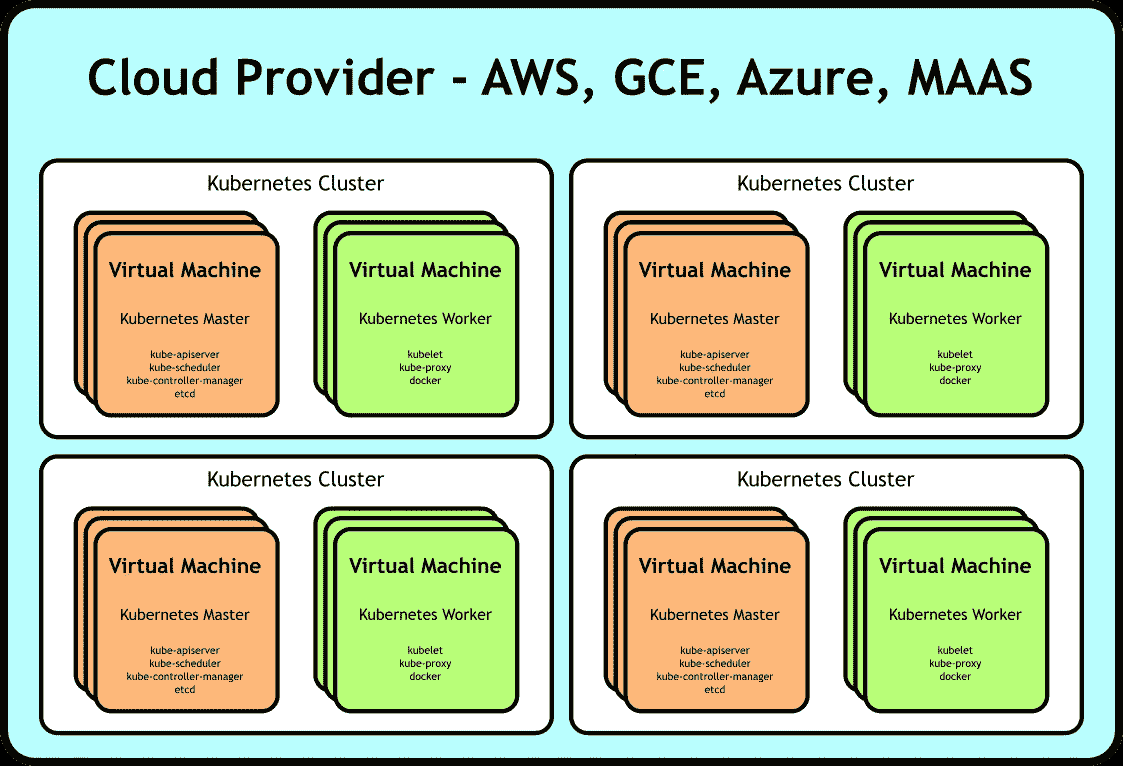 Cloud Provider - AWS, GCE, Azure, MAAS
Kubernetes Cluster
Virtual Machine
Kubernetes Master
kube-apiserver
kube-scheduler
kube-controller-manager
etcd
Virtual Machine
Kubernetes Worker
kubelet
kube-proxy
docker
Kubernetes Cluster
Virtual Machine
Kubernetes Master
kube-apiserver
kube-scheduler
kube-controller-manager
etcd
Virtual Machine
Kubernetes Worker
kubelet
kube-proxy
docker
Kubernetes Cluster
Virtual Machine
Kubernetes Master
kube-apiserver
kube-scheduler
kube-controller-manager
etcd
Virtual Machine
Kubernetes Worker
kubelet
kube-proxy
docker
Kubernetes Cluster
Virtual Machine
Kubernetes Master
kube-apiserver
kube-scheduler
kube-controller-manager
etcd
Virtual Machine
Kubernetes Worker
kubelet
kube-proxy
docker